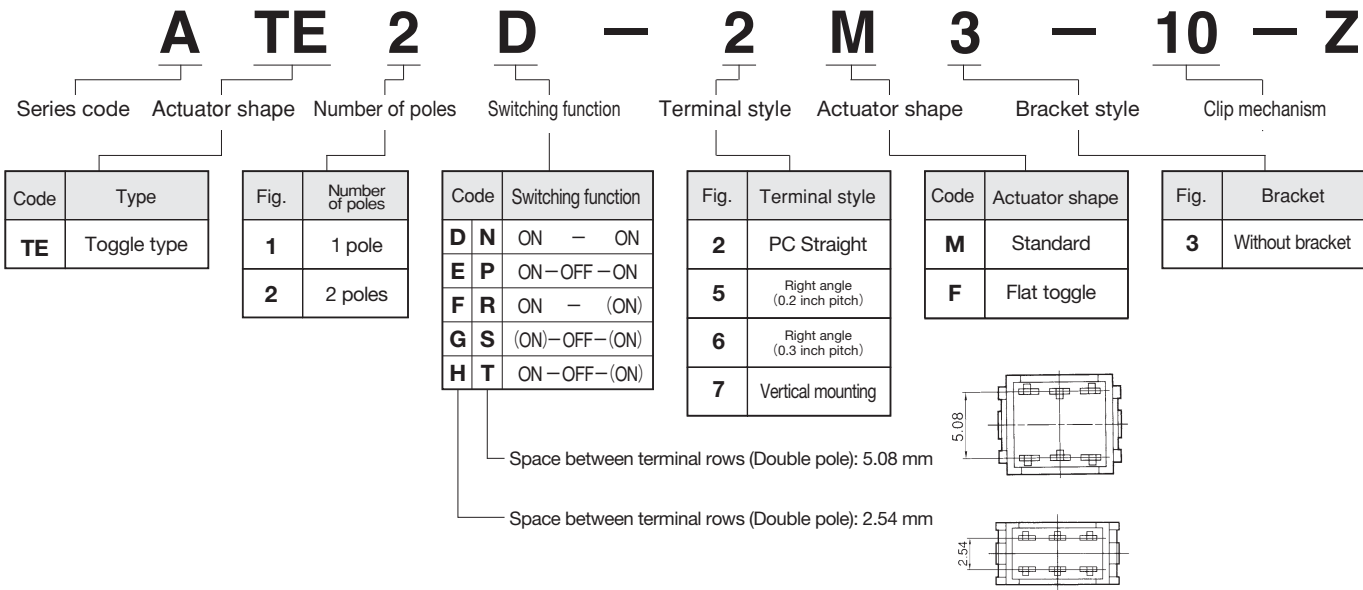 A TE 2 D — 2 M 3 — 10 — Z
Series code Actuator shape Number of poles Switching function Terminal style Actuator shape Bracket style Clip mechanism
Code Type
TE Toggle type
Fig. Number of poles
1 1 pole
2 2 poles
Code Switching function
D N ON — ON
E P ON—OFF—ON
F R ON — (ON)
G S (ON)—OFF—(ON)
H T ON—OFF—(ON)
Fig. Terminal style
2 PC Straight
5 Right angle (0.2 inch pitch)
6 Right angle (0.3 inch pitch)
7 Vertical mounting
Code Actuator shape
M Standard
F Flat toggle
Fig. Bracket
3 Without bracket
Space between terminal rows (Double pole): 5.08 mm
5.08
Space between terminal rows (Double pole): 2.54 mm
2.54